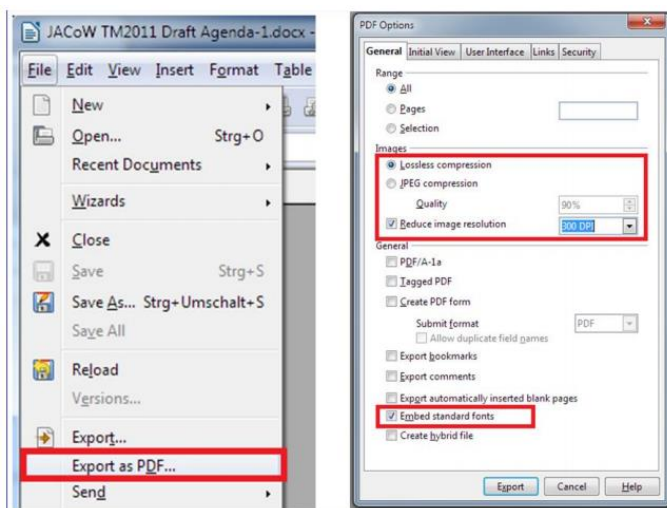 JACoW TM2011 Draft Agenda-1.docx -
File Edit View Insert Format Table
New
Open... Strg+O
Recent Documents
Wizards
Close
Save Strg+S
Save As... Strg+Umschalt+S
Save All
Reload
Versions...
Export...
Export as PDF...
Send
PDF Options
General Initial View User Interface Links Security
Range
All
Pages
Selection
Images
Lossless compression
JPEG compression
Quality 90%
Reduce image resolution 300 DPI
General
PDF/A-1a
Tagged PDF
Create PDF form
Submit format PDF
Allow duplicate field names
Export bookmarks
Export comments
Export automatically inserted blank pages
Embed standard fonts
Create hybrid file
Export Cancel Help